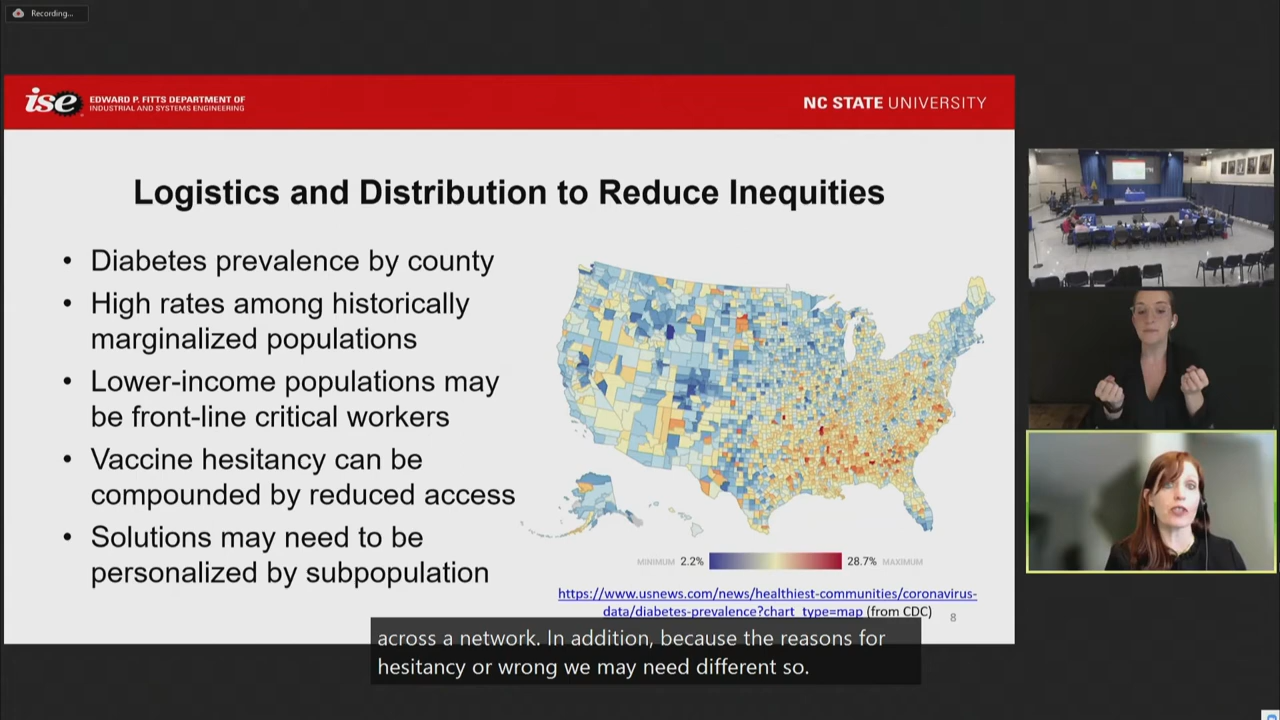 Recording...
ise EDWARD P. FITTS DEPARTMENT OF
INDUSTRIAL AND SYSTEMS ENGINEERING
NC STATE UNIVERSITY
Logistics and Distribution to Reduce Inequities
• Diabetes prevalence by county
• High rates among historically
marginalized populations
• Lower-income populations may
be front-line critical workers
• Vaccine hesitancy can be
compounded by reduced access
• Solutions may need to be
personalized by subpopulation
MINIMUM 2.2% 28.7% MAXIMUM
https://www.usnews.com/news/healthiest-communities/coronavirus-
data/diabetes-prevalence?chart_type=map (from CDC)
8
across a network. In addition, because the reasons for
hesitancy or wrong we may need different so.